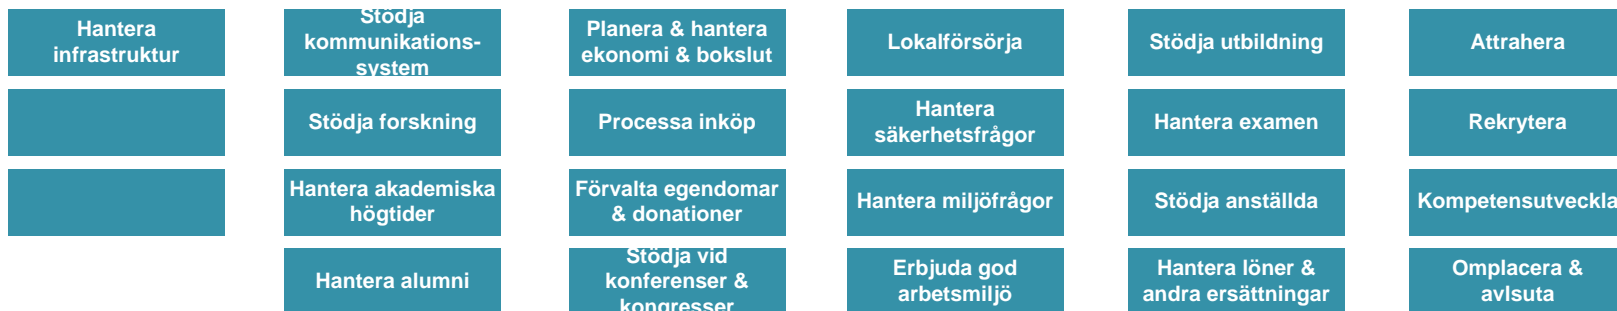 Hantera
infrastruktur
Stödja
kommunikations-
system
Planera & hantera
ekonomi & bokslut
Lokalförsörja
Stödja utbildning
Attrahera
Stödja forskning
Processa inköp
Hantera
säkerhetsfrågor
Hantera examen
Rekrytera
Hantera akademiska
högtider
Förvalta egendomar
& donationer
Hantera miljöfrågor
Stödja anställda
Kompetensutveckla
Hantera alumni
Stödja vid
konferenser &
kongresser
Erbjuda god
arbetsmiljö
Hantera löner &
andra ersättningar
Omplacera &
avlsuta